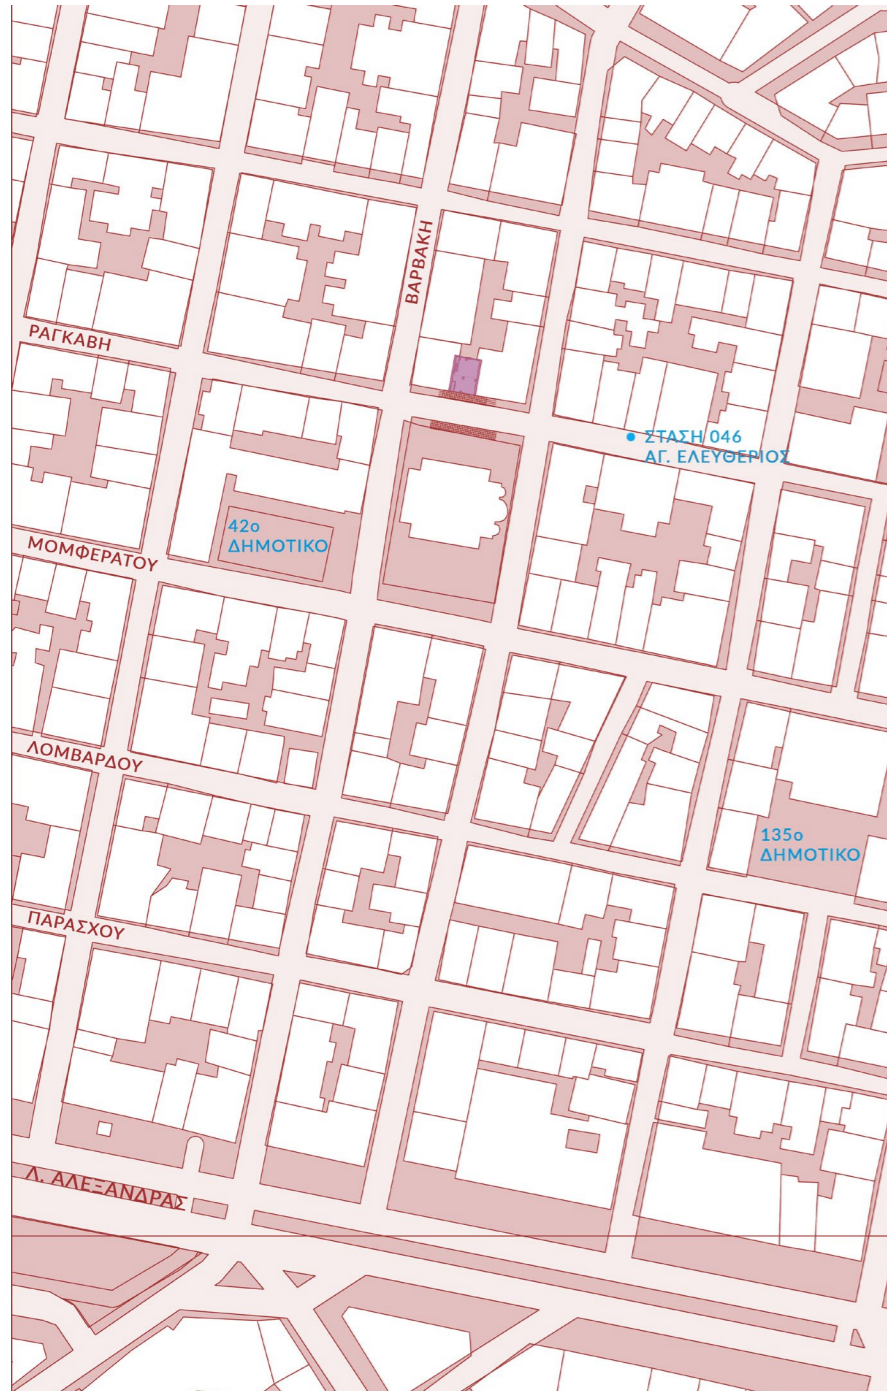 ΒΑΡΒΑΚΗ
ΡΑΓΚΑΒΗ
ΣΤΑΣΗ 046
ΑΓ. ΕΛΕΥΘΕΡΙΟΣ
42ο
ΔΗΜΟΤΙΚΟ
ΜΟΜΦΕΡΑΤΟΥ
ΛΟΜΒΑΡΔΟΥ
135ο
ΔΗΜΟΤΙΚΟ
ΠΑΡΑΣΧΟΥ
Λ. ΑΛΕΞΑΝΔΡΑΣ